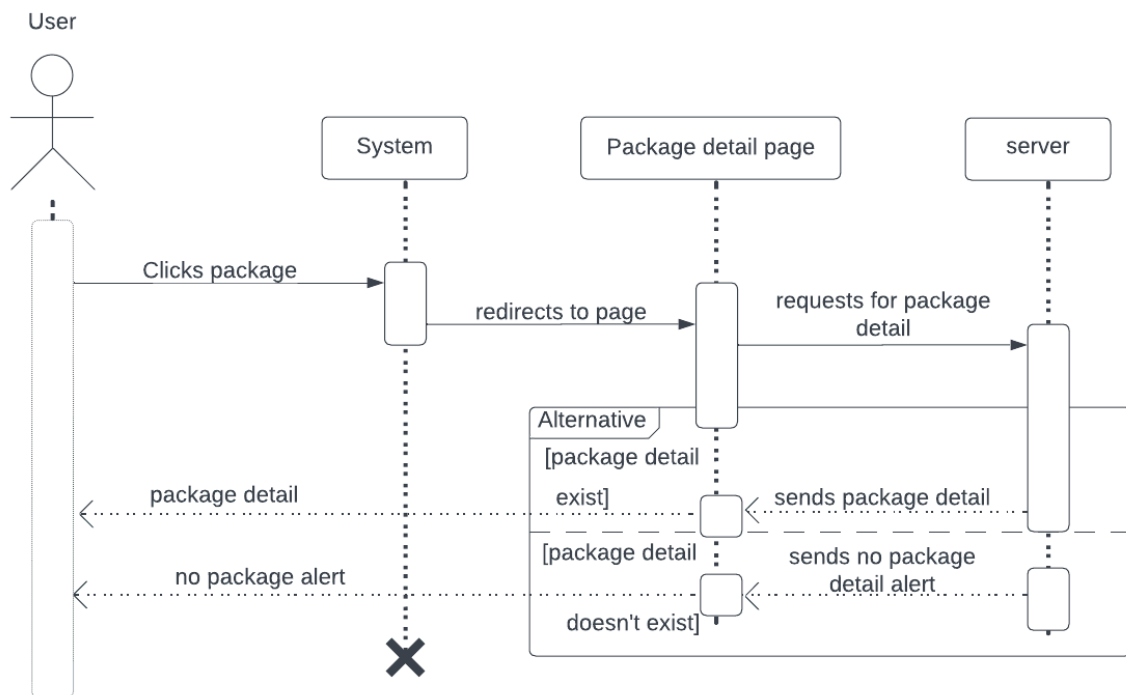 User
System
Package detail page
server
Clicks package
redirects to page
requests for package
detail
Alternative
[package detail
exist]
package detail
sends package detail
[package detail
doesn't exist]
no package alert
sends no package
detail alert